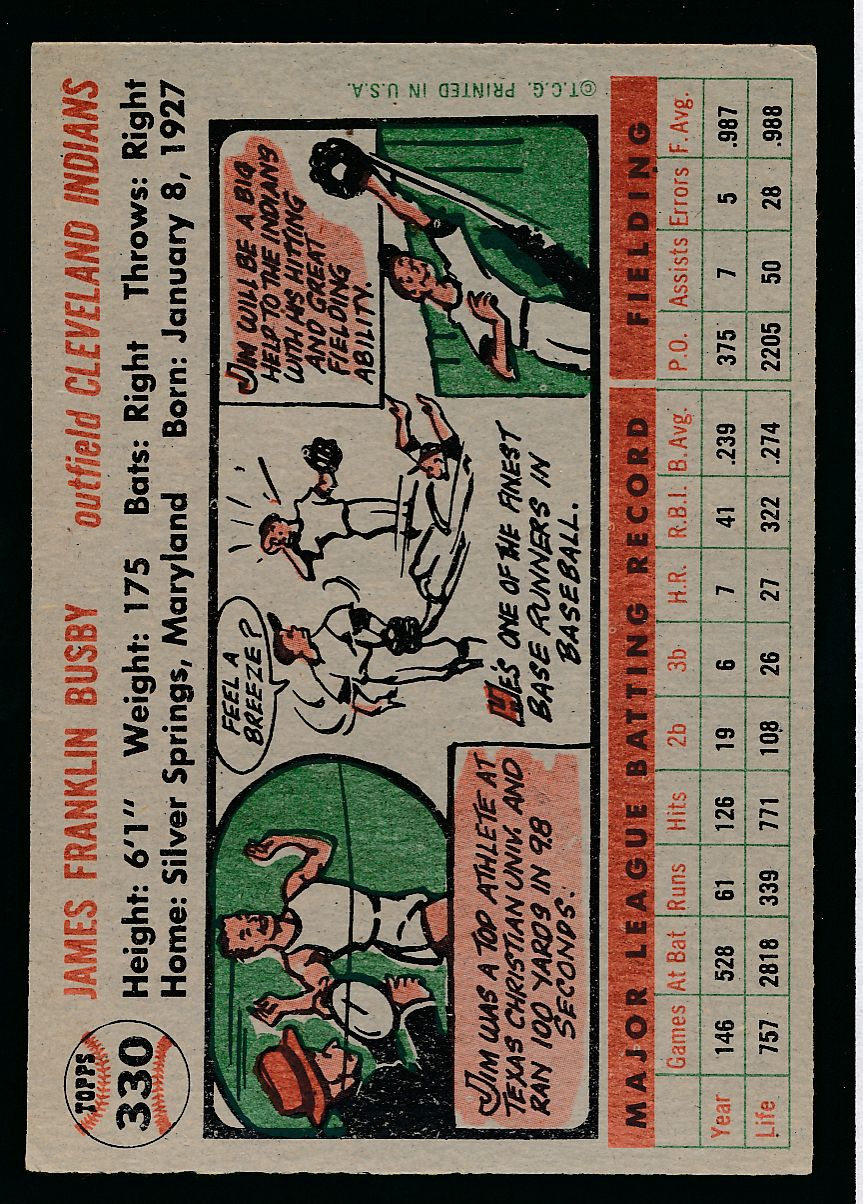 TOPPS
330
JAMES FRANKLIN BUSBY outfield CLEVELAND INDIANS
Height: 6'1" Weight: 175 Bats: Right Throws: Right
Home: Silver Springs, Maryland Born: January 8, 1927
JIM WAS A TOP ATHLETE AT
TEXAS CHRISTIAN UNIV. AND
RAN 100 YARDS IN 9.8
SECONDS.
FEEL A
BREEZE?
HE'S ONE OF THE FINEST
BASE RUNNERS IN
BASEBALL.
JIM WILL BE A BIG
HELP TO THE INDIANS
WITH HIS HITTING
AND GREAT
FIELDING
ABILITY.
©T.C.G. PRINTED IN U.S.A.
MAJOR LEAGUE BATTING RECORD FIELDING
Games At Bat Runs Hits 2b 3b H.R. R.B.I. B.Avg. P.O. Assists Errors F.Avg.
Year 146 528 61 126 19 6 7 41 .239 375 7 5 .987
Life 757 2818 339 771 108 26 27 322 .274 2205 50 28 .988